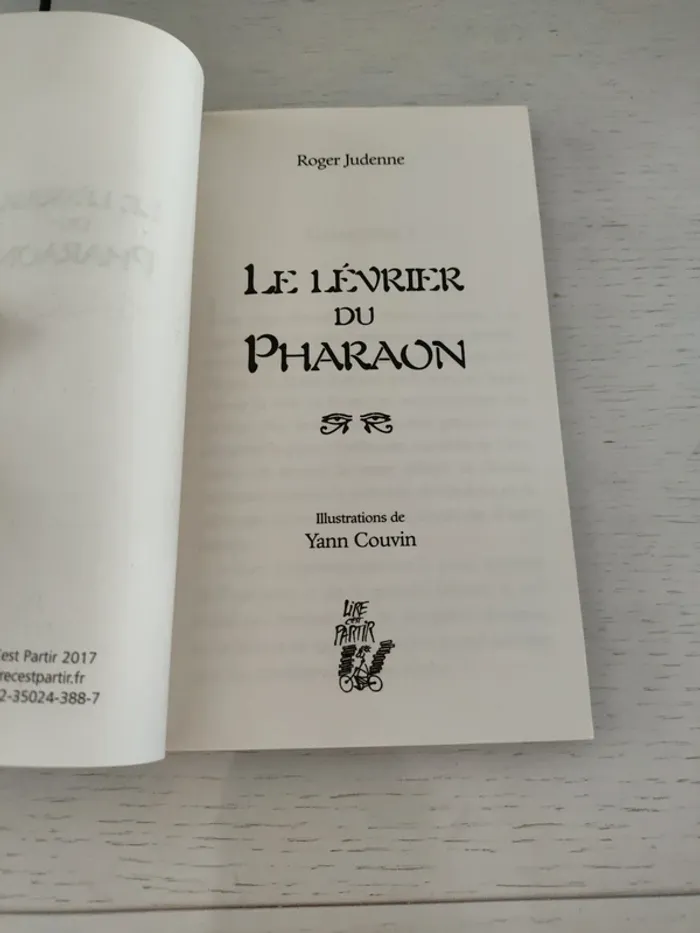 est Partir 2017
recestpartir.fr
2-35024-388-7
Roger Judenne
LE LÉVRIER
DU
PHARAON
Illustrations de
Yann Couvin
LIRE
c'est
PARTIR